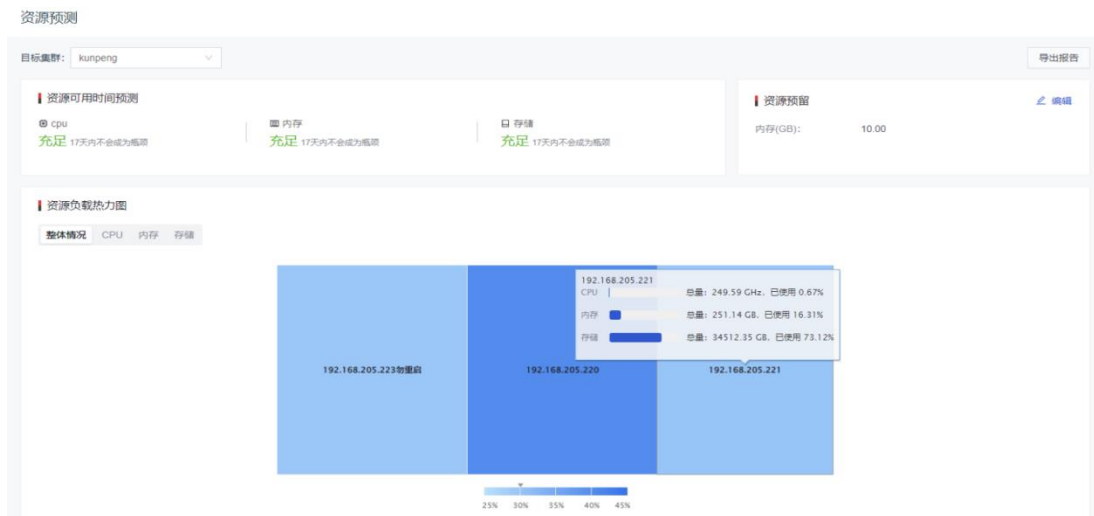 资源预测
目标集群： kunpeng 导出报告
资源可用时间预测
cpu 内存 存储
充足 17天内不会成为瓶颈 充足 17天内不会成为瓶颈 充足 17天内不会成为瓶颈
资源预留 编辑
内存(GB)： 10.00
资源负载热力图
整体情况 CPU 内存 存储
192.168.205.221
CPU 总量：249.59 GHz，已使用 0.67%
内存 总量：251.14 GB，已使用 16.31%
存储 总量：34512.35 GB，已使用 73.12%
192.168.205.223勿重启 192.168.205.220 192.168.205.221
25% 30% 35% 40% 45%